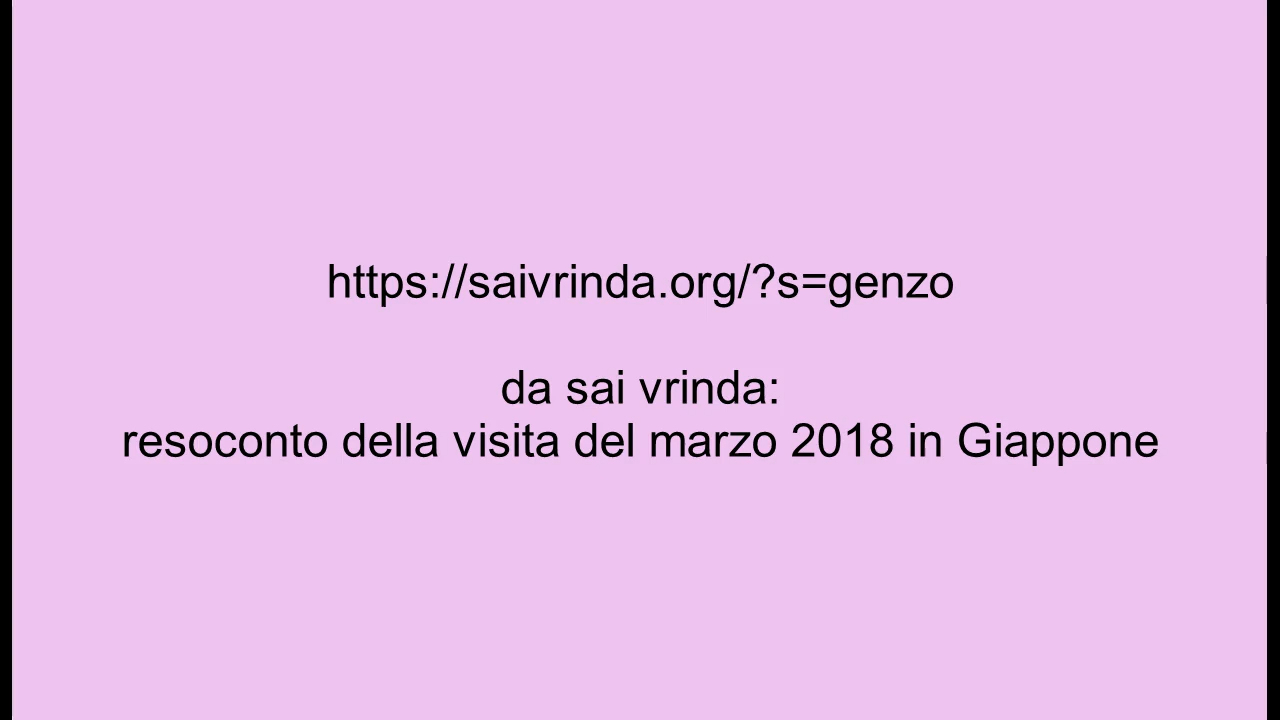 https://saivrinda.org/?s=genzo
da sai vrinda:
resoconto della visita del marzo 2018 in Giappone